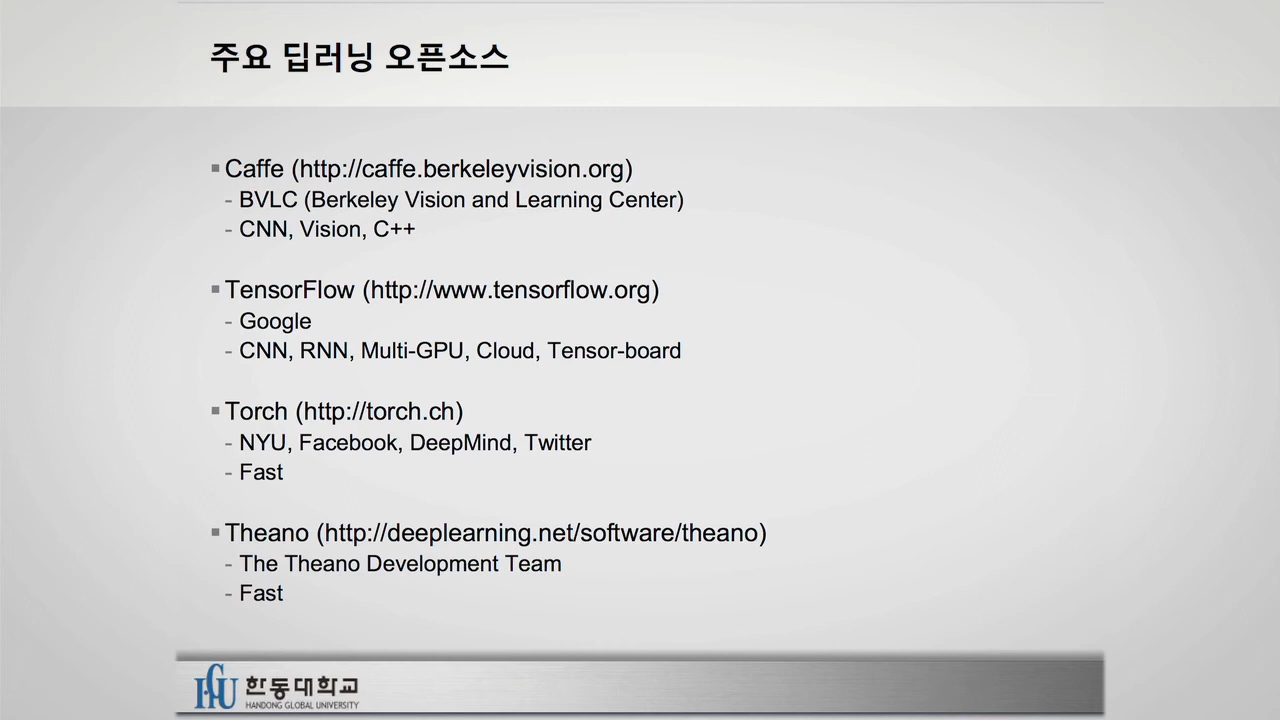 주요 딥러닝 오픈소스
▪ Caffe (http://caffe.berkeleyvision.org)
- BVLC (Berkeley Vision and Learning Center)
- CNN, Vision, C++
▪ TensorFlow (http://www.tensorflow.org)
- Google
- CNN, RNN, Multi-GPU, Cloud, Tensor-board
▪ Torch (http://torch.ch)
- NYU, Facebook, DeepMind, Twitter
- Fast
▪ Theano (http://deeplearning.net/software/theano)
- The Theano Development Team
- Fast
HGU 한동대학교
HANDONG GLOBAL UNIVERSITY